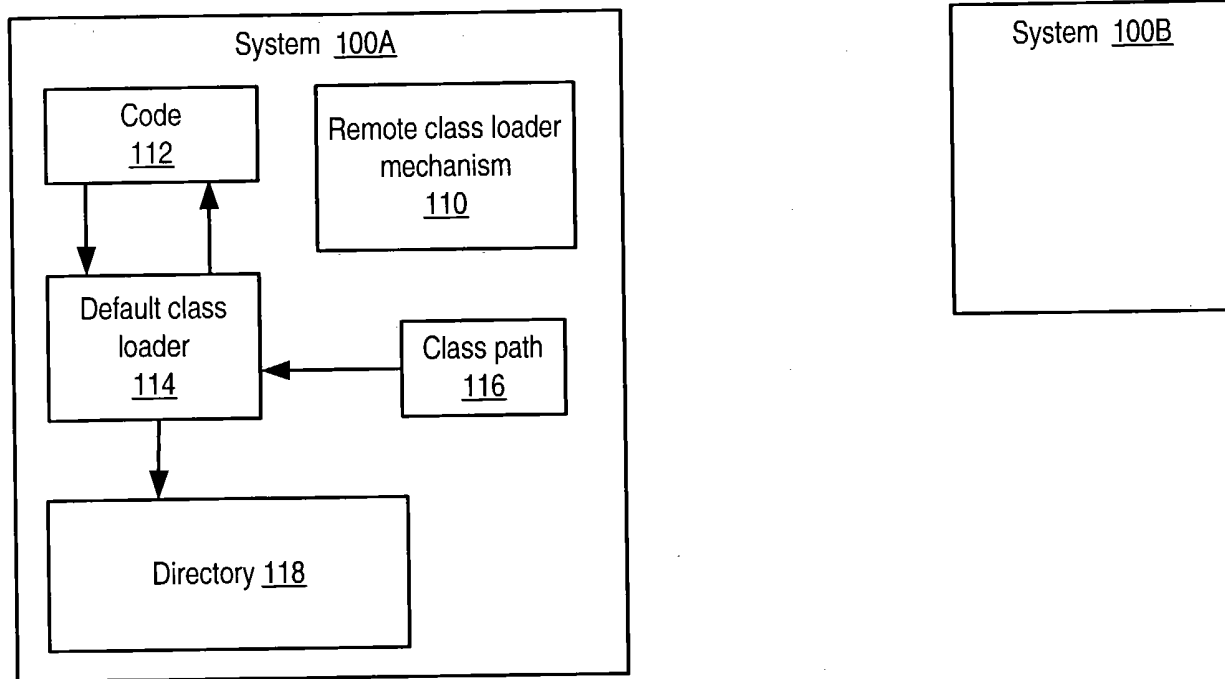 System 100A
Code
112
Remote class loader
mechanism
110
Default class
loader
114
Class path
116
Directory 118
System 100B